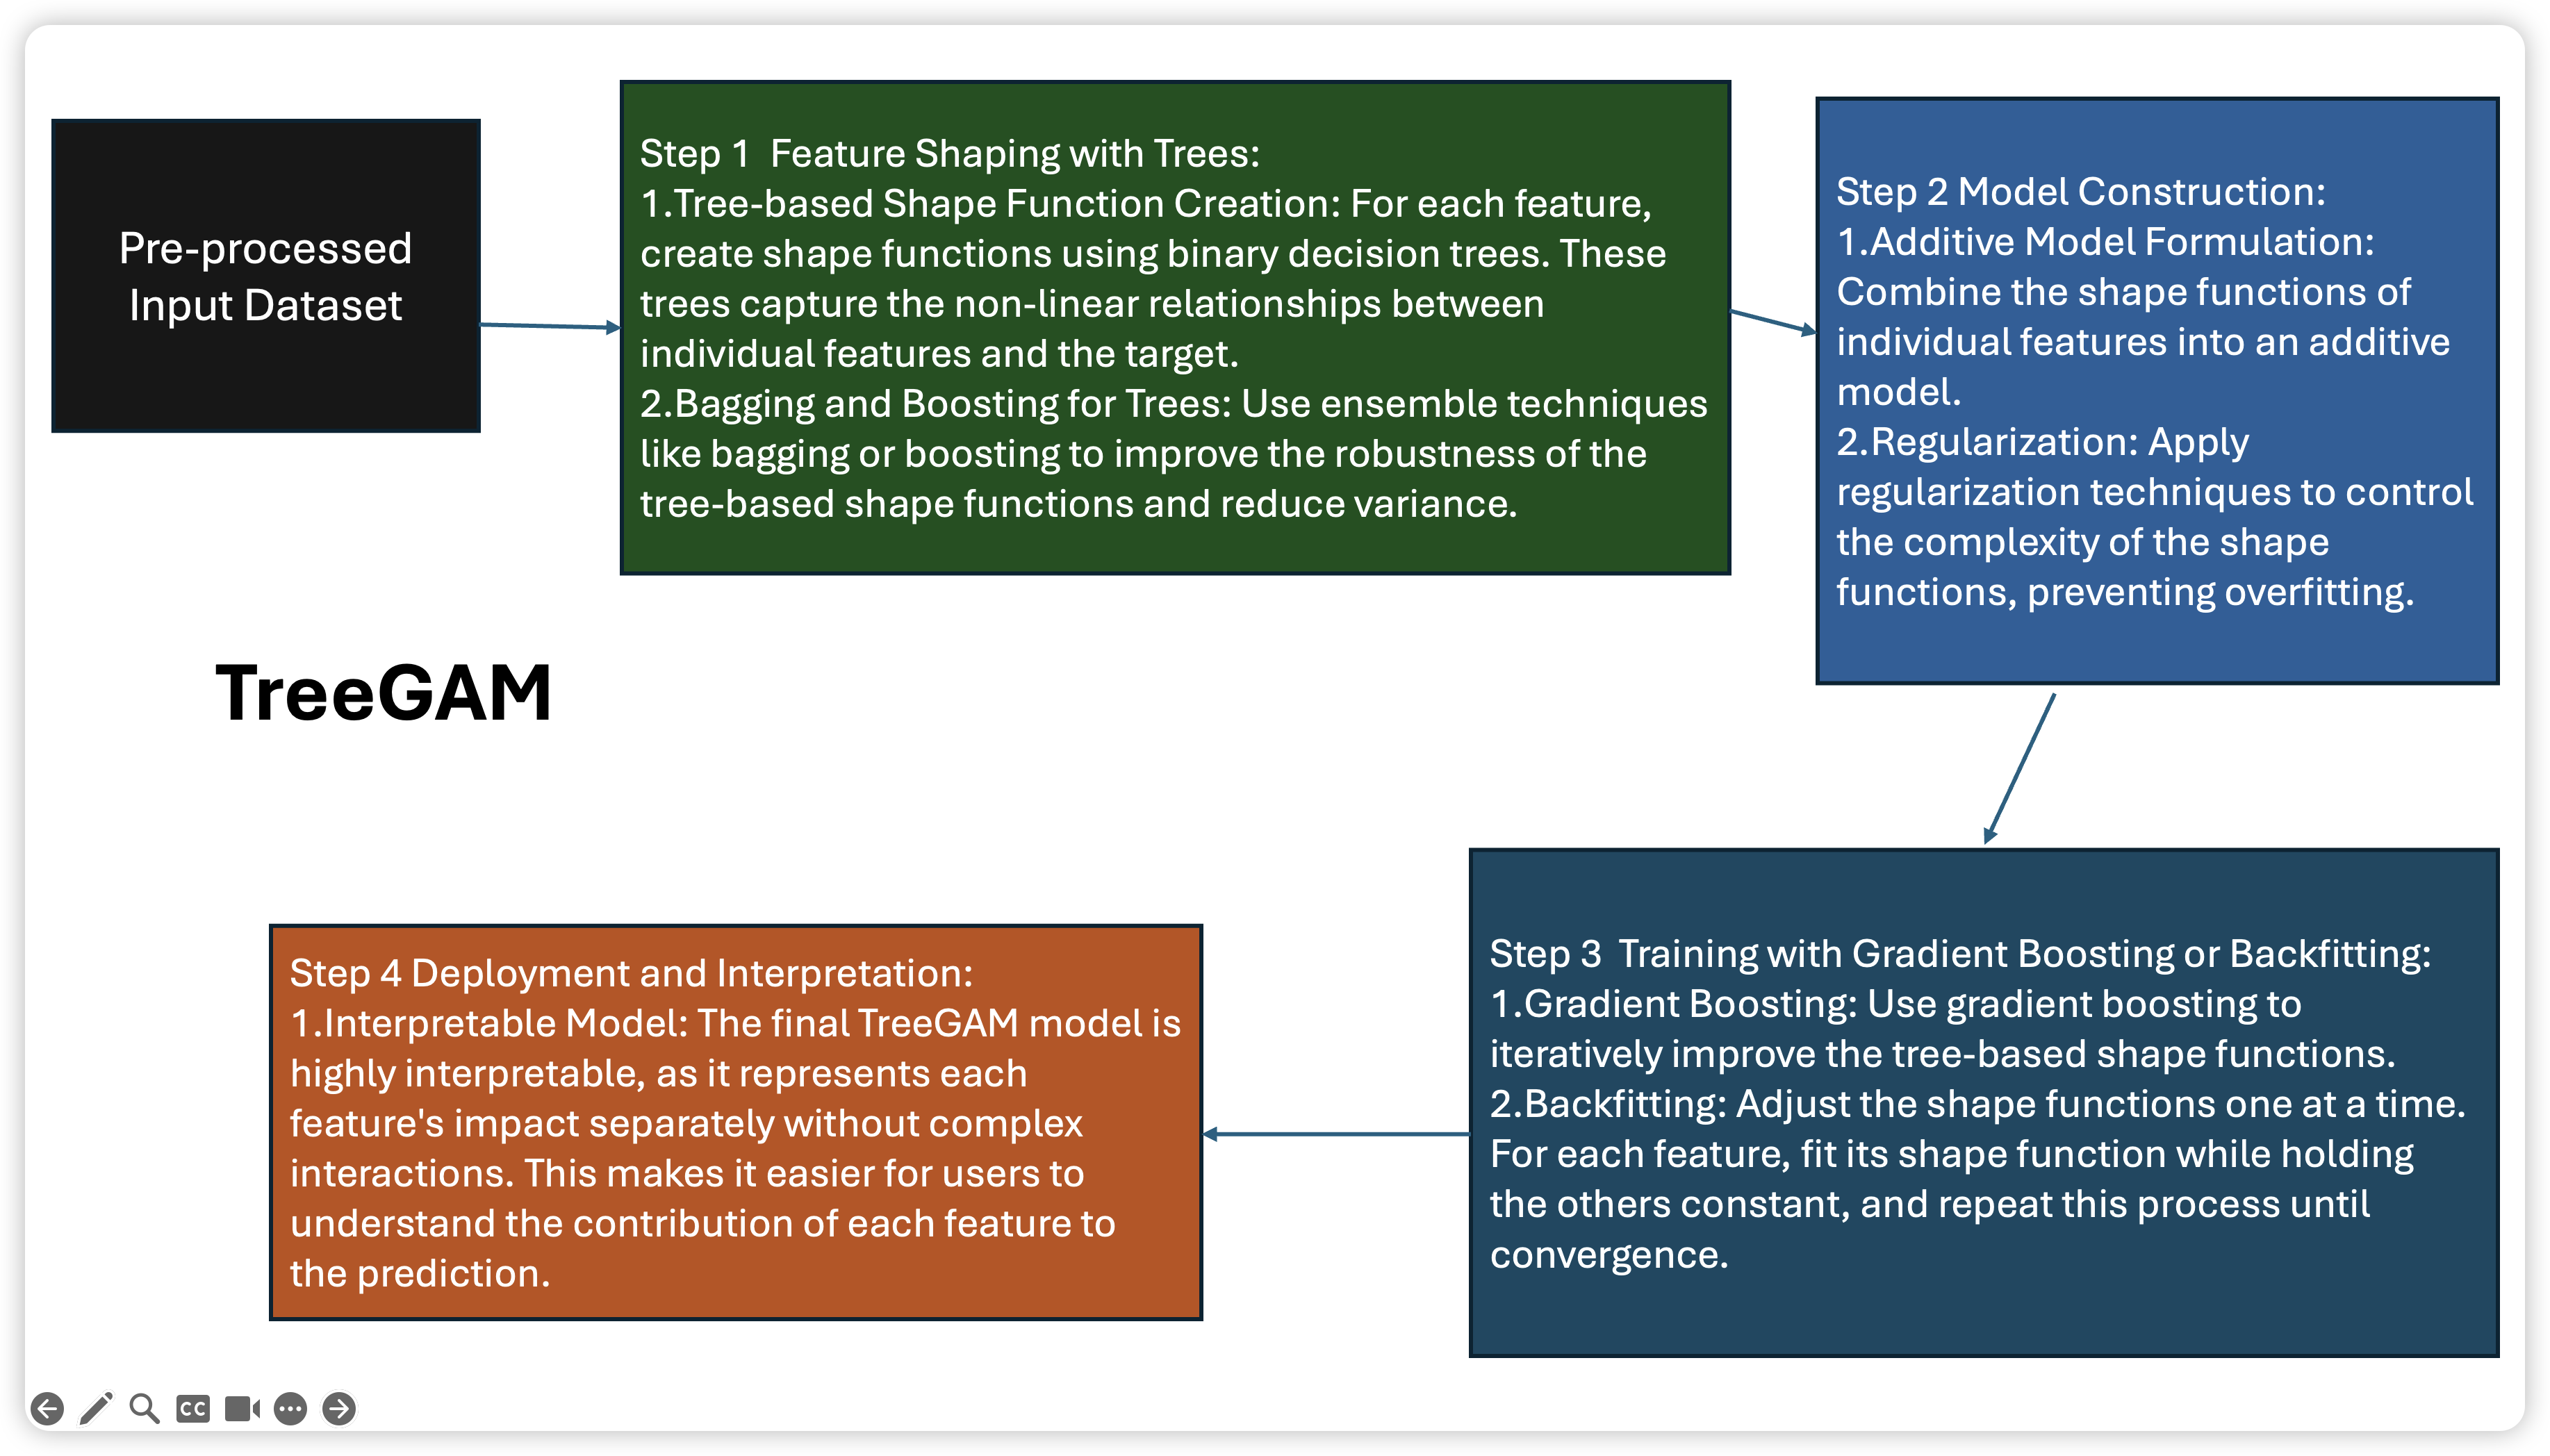 Pre-processed
Input Dataset
Step 1  Feature Shaping with Trees:
1.Tree-based Shape Function Creation: For each feature,
create shape functions using binary decision trees. These
trees capture the non-linear relationships between
individual features and the target.
2.Bagging and Boosting for Trees: Use ensemble techniques
like bagging or boosting to improve the robustness of the
tree-based shape functions and reduce variance.
Step 2 Model Construction:
1.Additive Model Formulation:
Combine the shape functions of
individual features into an additive
model.
2.Regularization: Apply
regularization techniques to control
the complexity of the shape
functions, preventing overfitting.
TreeGAM
Step 3  Training with Gradient Boosting or Backfitting:
1.Gradient Boosting: Use gradient boosting to
iteratively improve the tree-based shape functions.
2.Backfitting: Adjust the shape functions one at a time.
For each feature, fit its shape function while holding
the others constant, and repeat this process until
convergence.
Step 4 Deployment and Interpretation:
1.Interpretable Model: The final TreeGAM model is
highly interpretable, as it represents each
feature's impact separately without complex
interactions. This makes it easier for users to
understand the contribution of each feature to
the prediction.
CC